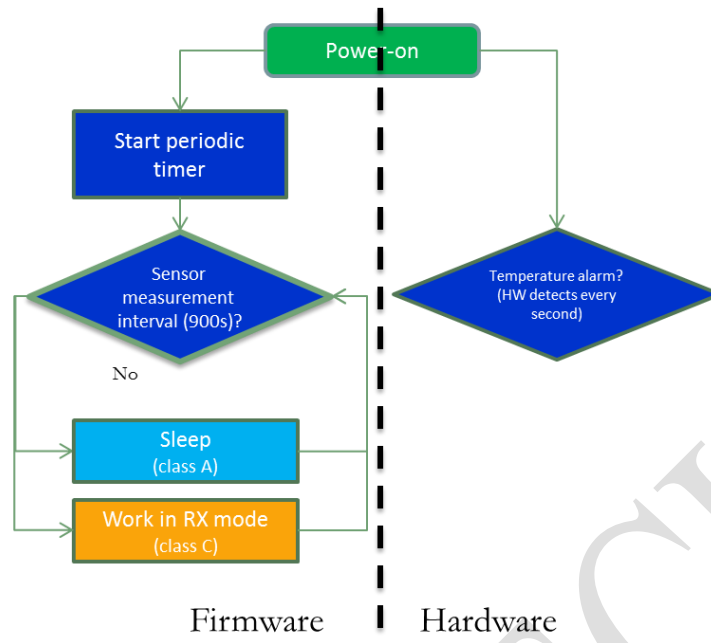 Power-on
Start periodic
timer
Sensor
measurement
interval (900s)?
Temperature alarm?
(HW detects every
second)
No
Sleep
(class A)
Work in RX mode
(class C)
Firmware
Hardware